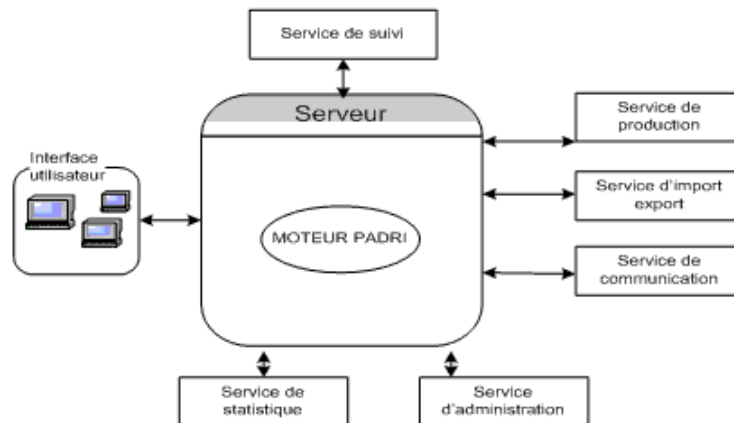 Service de suivi
Serveur
Service de
production
Interface
utilisateur
Service d'import
export
MOTEUR PADRI
Service de
communication
Service de
statistique
Service
d'administration